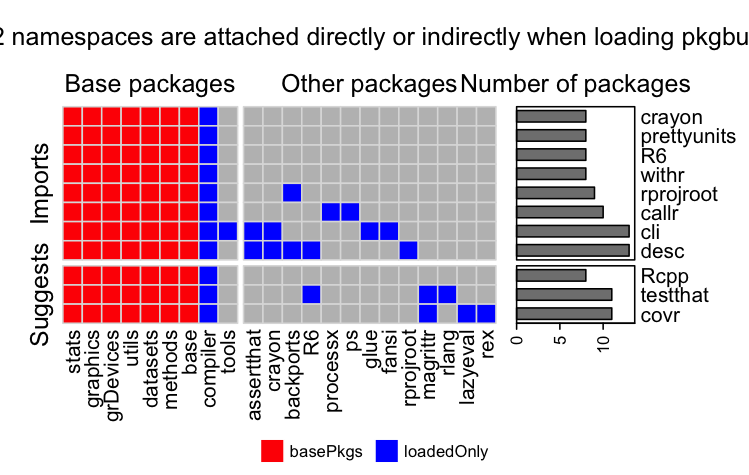 2 namespaces are attached directly or indirectly when loading pkgbu
Base packages
Other packages
Number of packages
Imports
Suggests
crayon
prettyunits
R6
withr
rprojroot
callr
cli
desc
Rcpp
testthat
covr
stats
graphics
grDevices
utils
datasets
methods
base
compiler
tools
assertthat
crayon
backports
R6
processx
ps
glue
fansi
rprojroot
magrittr
rlang
lazyeval
rex
0
5
10
basePkgs
loadedOnly